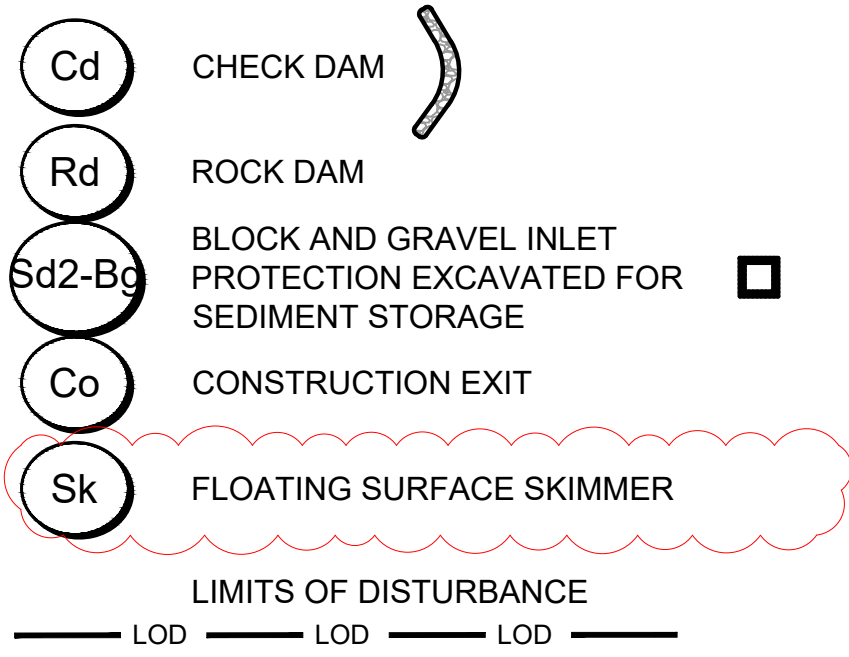 Cd CHECK DAM
Rd ROCK DAM
Sd2-Bg BLOCK AND GRAVEL INLET
PROTECTION EXCAVATED FOR
SEDIMENT STORAGE
Co CONSTRUCTION EXIT
Sk FLOATING SURFACE SKIMMER
LIMITS OF DISTURBANCE
LOD LOD LOD